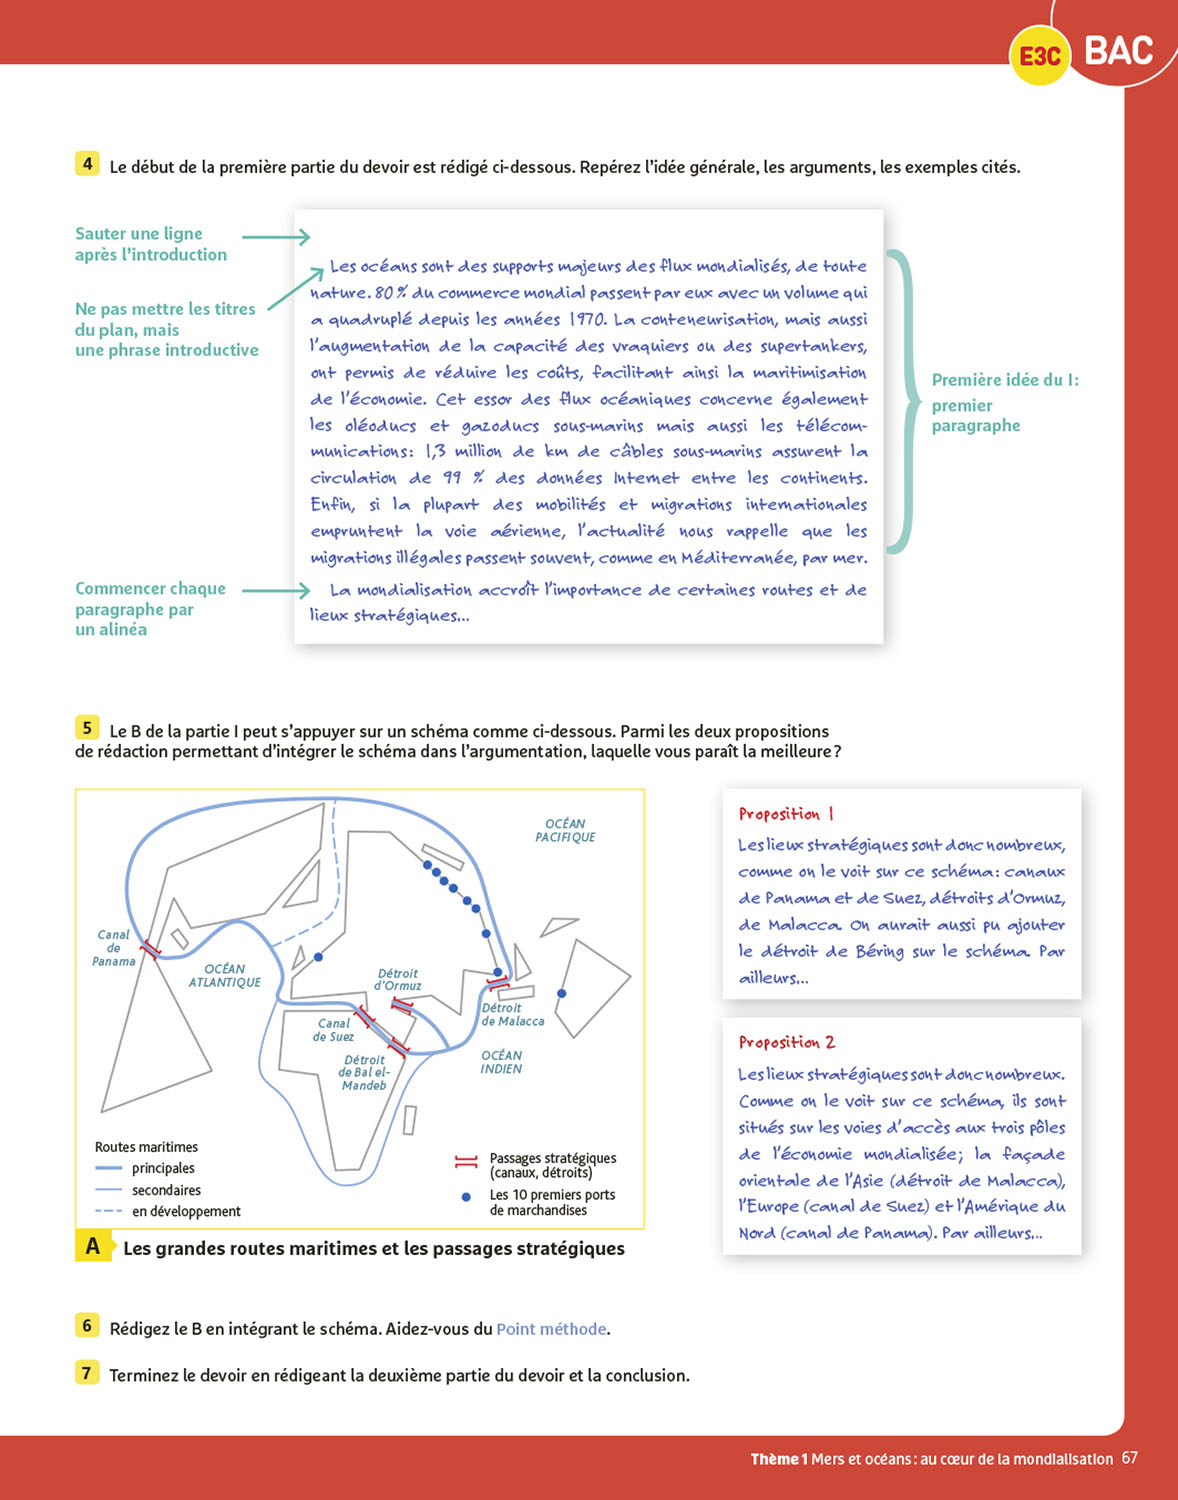 E3C BAC
4 Le début de la première partie du devoir est rédigé ci-dessous. Repérez l'idée générale, les arguments, les exemples cités.
Sauter une ligne
après l'introduction
Ne pas mettre les titres
du plan, mais
une phrase introductive
Les océans sont des supports majeurs des flux mondialisés, de toute
nature. 80 % du commerce mondial passent par eux avec un volume qui
a quadruplé depuis les années 1970. La conteneurisation, mais aussi
l'augmentation de la capacité des vraquiers ou des supertankers,
ont permis de réduire les coûts, facilitant ainsi la maritimisation
de l'économie. Cet essor des flux océaniques concerne également
les oléoducs et gazoducs sous-marins mais aussi les télécom-
munications : 1,3 million de km de câbles sous-marins assurent la
circulation de 99 % des données Internet entre les continents.
Enfin, si la plupart des mobilités et migrations internationales
empruntent la voie aérienne, l'actualité nous rappelle que les
migrations illégales passent souvent, comme en Méditerranée, par mer.
Première idée du I :
premier
paragraphe
Commencer chaque
paragraphe par
un alinéa
La mondialisation accroît l'importance de certaines routes et de
lieux stratégiques...
5 Le B de la partie I peut s'appuyer sur un schéma comme ci-dessous. Parmi les deux propositions
de rédaction permettant d'intégrer le schéma dans l'argumentation, laquelle vous paraît la meilleure ?
OCÉAN
PACIFIQUE
Canal
de
Panama
OCÉAN
ATLANTIQUE
Détroit
d'Ormuz
Canal
de Suez
Détroit
de Malacca
Détroit
de Bal el-
Mandeb
OCÉAN
INDIEN
Routes maritimes
principales
secondaires
en développement
Passages stratégiques
(canaux, détroits)
Les 10 premiers ports
de marchandises
A Les grandes routes maritimes et les passages stratégiques
Proposition 1
Les lieux stratégiques sont donc nombreux,
comme on le voit sur ce schéma : canaux
de Panama et de Suez, détroits d'Ormuz,
de Malacca. On aurait aussi pu ajouter
le détroit de Béring sur le schéma. Par
ailleurs...
Proposition 2
Les lieux stratégiques sont donc nombreux.
Comme on le voit sur ce schéma, ils sont
situés sur les voies d'accès aux trois pôles
de l'économie mondialisée ; la façade
orientale de l'Asie (détroit de Malacca),
l'Europe (canal de Suez) et l'Amérique du
Nord (canal de Panama). Par ailleurs...
6 Rédigez le B en intégrant le schéma. Aidez-vous du Point méthode.
7 Terminez le devoir en rédigeant la deuxième partie du devoir et la conclusion.
Thème 1 Mers et océans : au cœur de la mondialisation 67